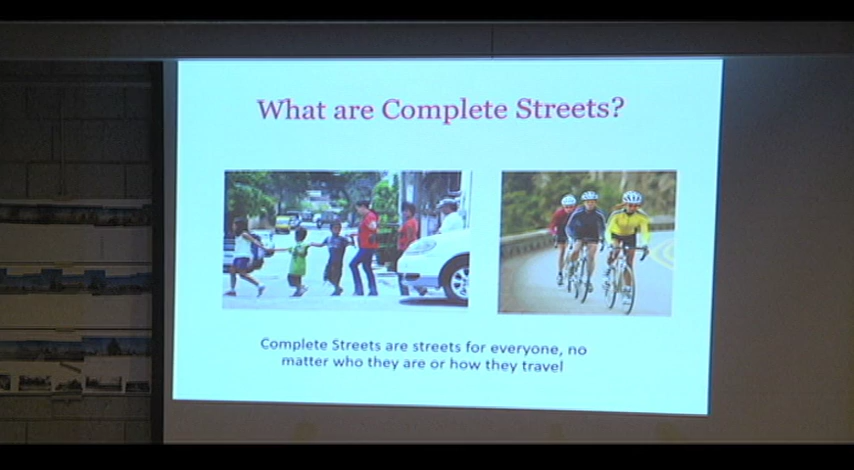 What are Complete Streets?
Complete Streets are streets for everyone, no
matter who they are or how they travel